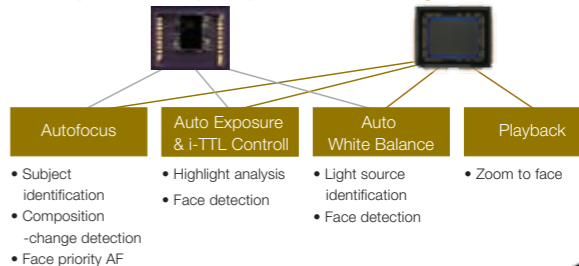 Autofocus
Auto Exposure
& i-TTL Controll
Auto
White Balance
Playback
• Subject
identification
• Composition
-change detection
• Face priority AF
• Highlight analysis
• Face detection
• Light source
identification
• Face detection
• Zoom to face